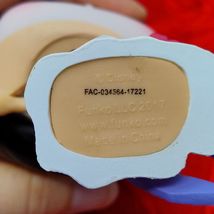 © Disney
FAC-034564-17221
Funko LLC 2017
www.funko.com
Made in China